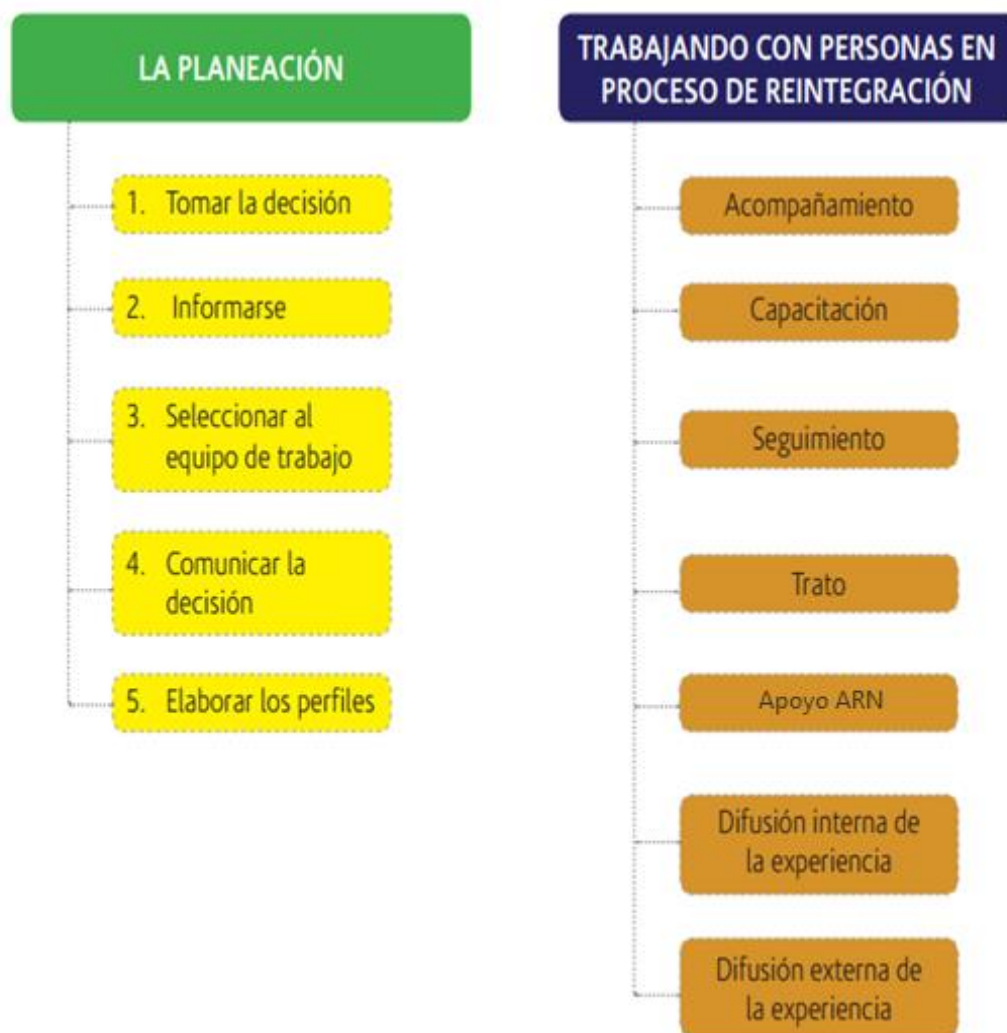 LA PLANEACIÓN
1. Tomar la decisión
2. Informarse
3. Seleccionar al
equipo de trabajo
4. Comunicar la
decisión
5. Elaborar los perfiles
TRABAJANDO CON PERSONAS EN
PROCESO DE REINTEGRACIÓN
Acompañamiento
Capacitación
Seguimiento
Trato
Apoyo ARN
Difusión interna de
la experiencia
Difusión externa de
la experiencia